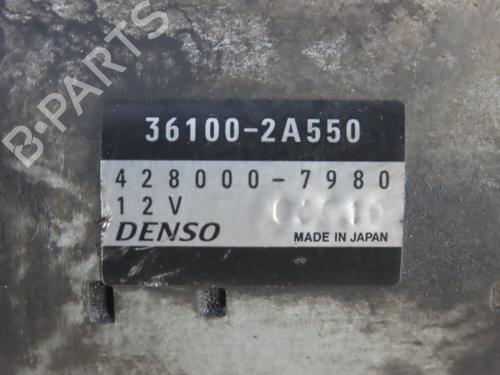 B-PARTS
36100-2A550
428000-7980
12V
DENSO MADE IN JAPAN